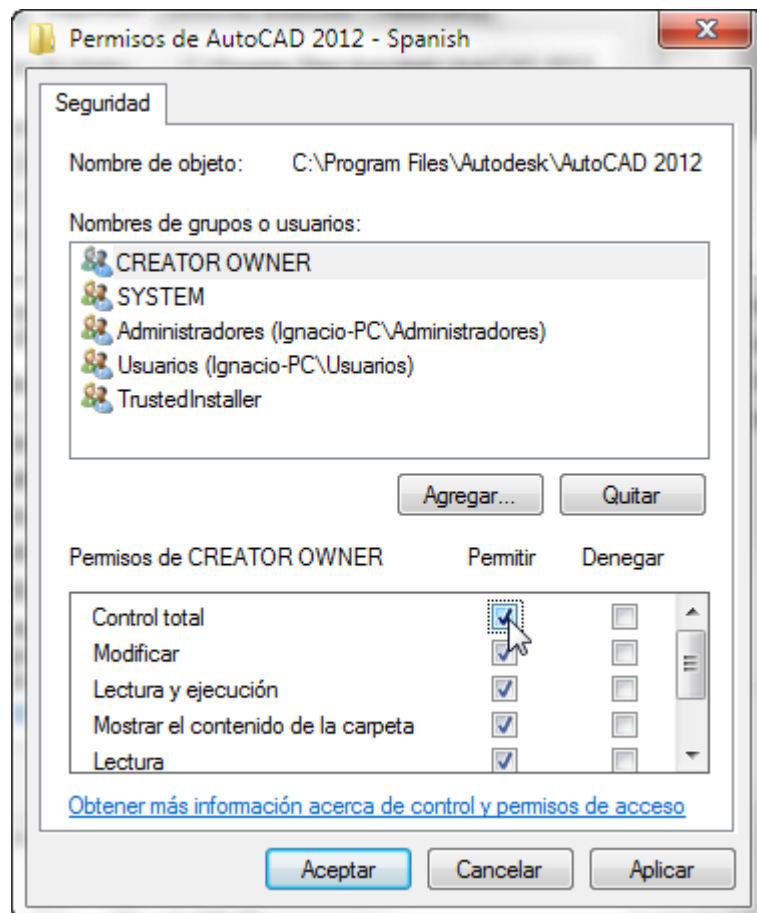 Permisos de AutoCAD 2012 - Spanish
Seguridad
Nombre de objeto: C:\Program Files\Autodesk\AutoCAD 2012
Nombres de grupos o usuarios:
CREATOR OWNER
SYSTEM
Administradores (Ignacio-PC\Administradores)
Usuarios (Ignacio-PC\Usuarios)
TrustedInstaller
Agregar... Quitar
Permisos de CREATOR OWNER Permitir Denegar
Control total
Modificar
Lectura y ejecución
Mostrar el contenido de la carpeta
Lectura
Obtener más información acerca de control y permisos de acceso
Aceptar Cancelar Aplicar